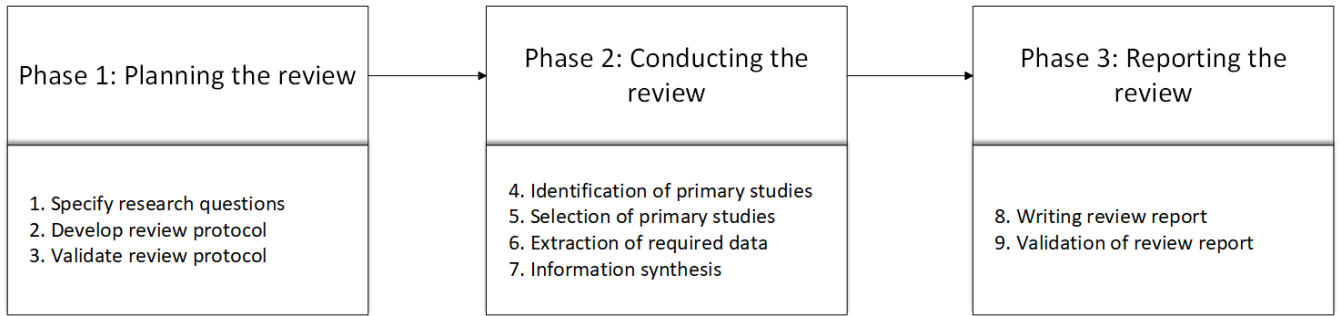 Phase 1: Planning the review
1. Specify research questions
2. Develop review protocol
3. Validate review protocol
Phase 2: Conducting the
review
4. Identification of primary studies
5. Selection of primary studies
6. Extraction of required data
7. Information synthesis
Phase 3: Reporting the
review
8. Writing review report
9. Validation of review report